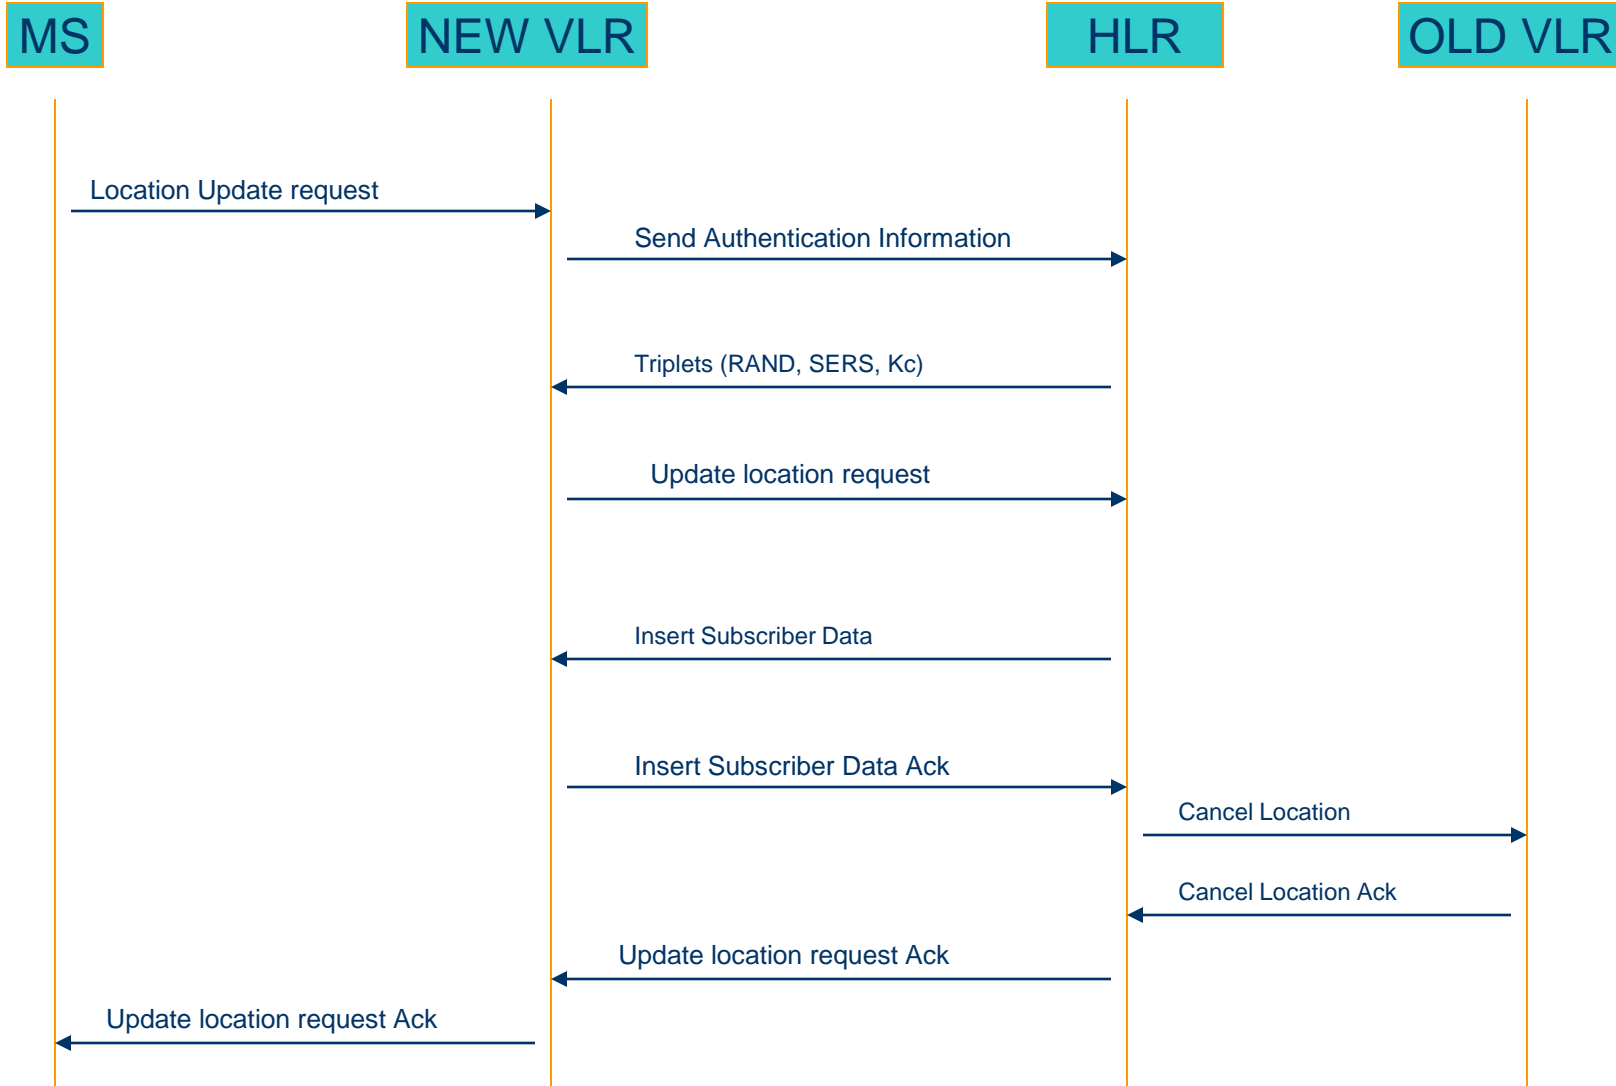 MS
NEW VLR
HLR
OLD VLR
Location Update request
Send Authentication Information
Triplets (RAND, SERS, Kc)
Update location request
Insert Subscriber Data
Insert Subscriber Data Ack
Cancel Location
Cancel Location Ack
Update location request Ack
Update location request Ack